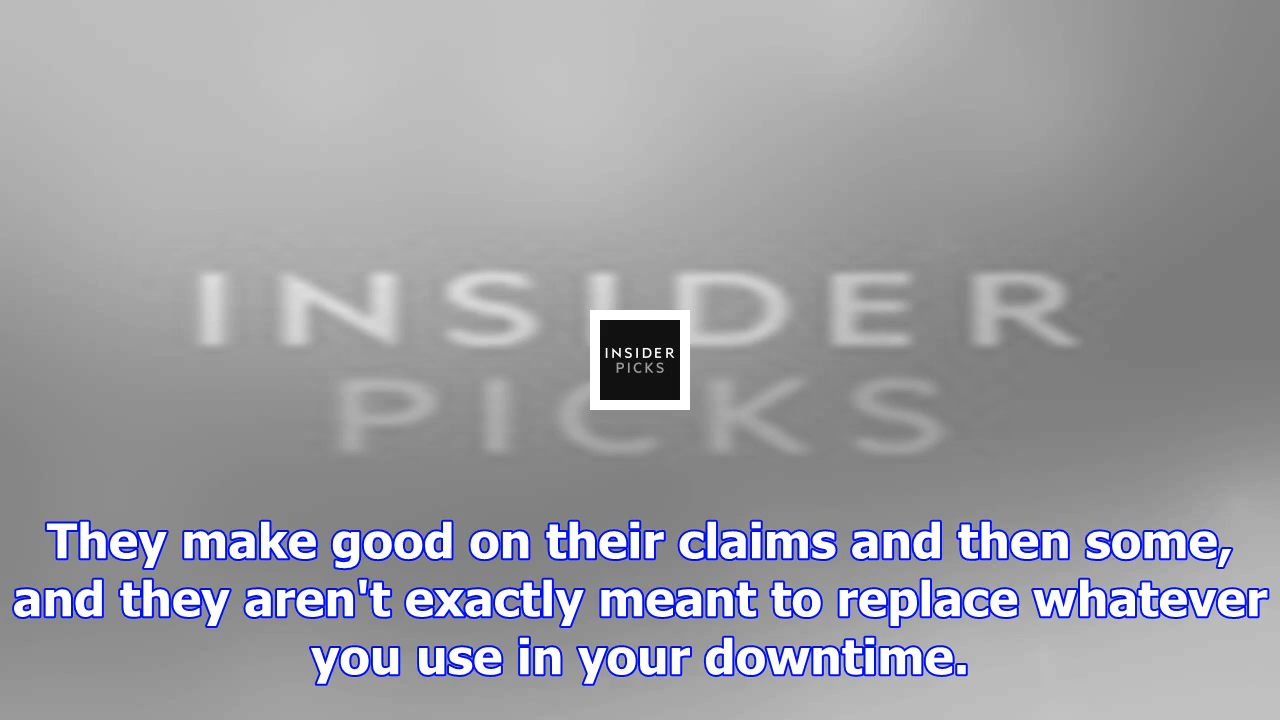 INSIDER
PICKS
INSIDER
PICKS
They make good on their claims and then some,
and they aren't exactly meant to replace whatever
you use in your downtime.